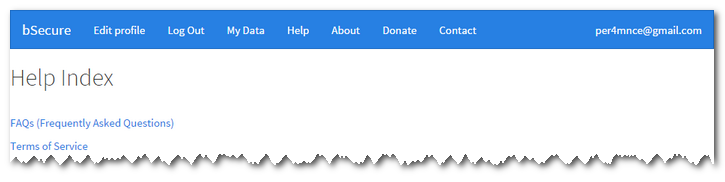 bSecure Edit profile Log Out My Data Help About Donate Contact per4mnce@gmail.com
Help Index
FAQs (Frequently Asked Questions)
Terms of Service